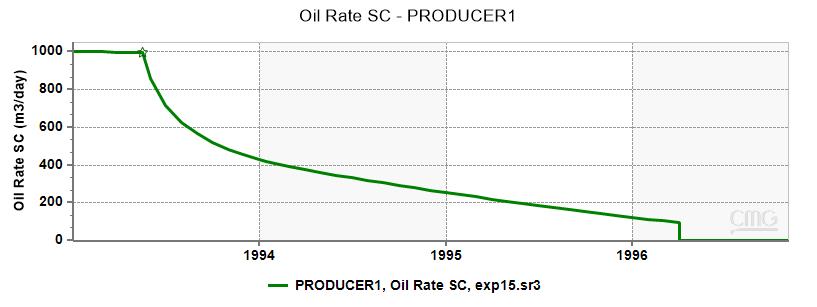 Oil Rate SC - PRODUCER1
Oil Rate SC (m3/day)
1000
800
600
400
200
0
1994
1995
1996
CMG
PRODUCER1, Oil Rate SC, exp15.sr3